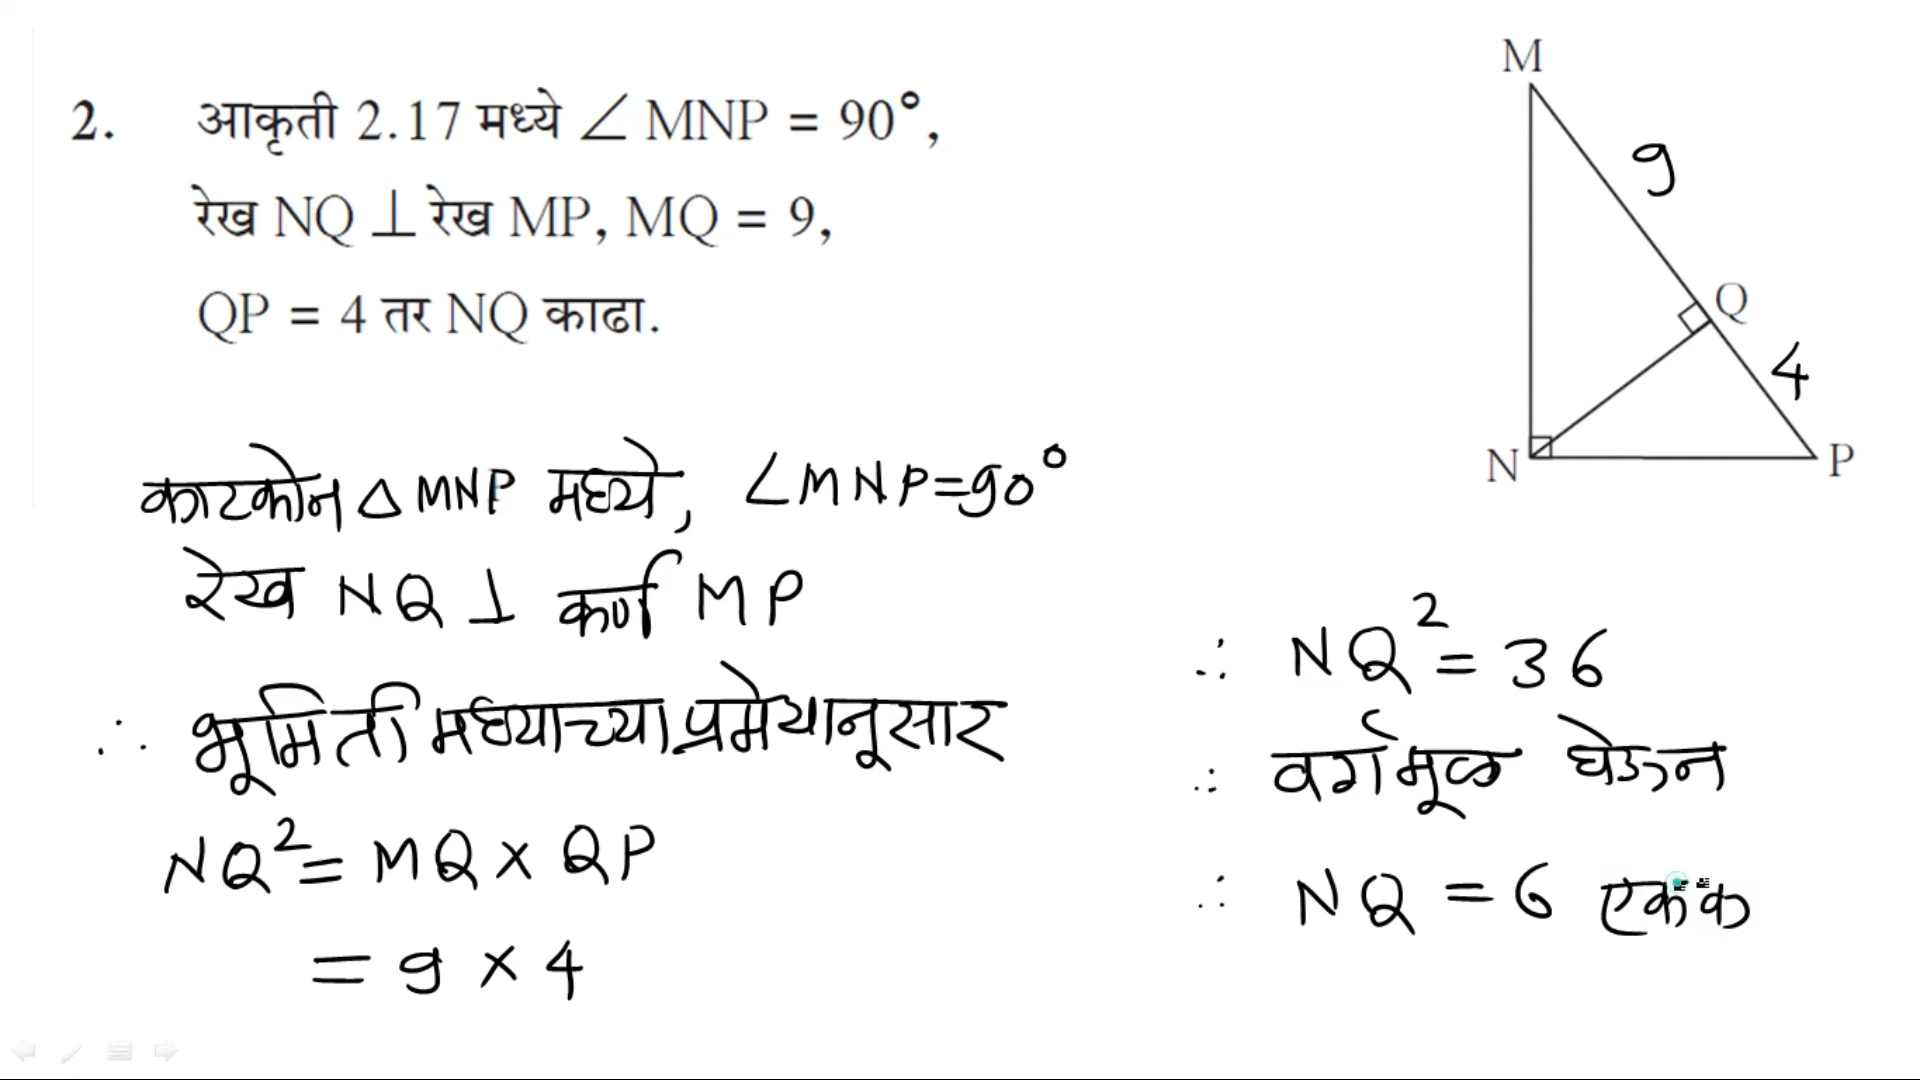 2. आकृती 2.17 मध्ये ∠ MNP = 90°,
रेख NQ ⊥ रेख MP, MQ = 9,
QP = 4 तर NQ काढा.
M
9
Q
4
N
P
काटकोन △ MNP मध्ये, ∠MNP=90°
रेख NQ ⊥ कर्ण MP
∴ भूमिती मध्याच्या प्रमेयानूसार
NQ² = MQ × QP
= 9 × 4
∴ NQ² = 36
∴ वर्गमूळ घेऊन
∴ NQ = 6 एकक